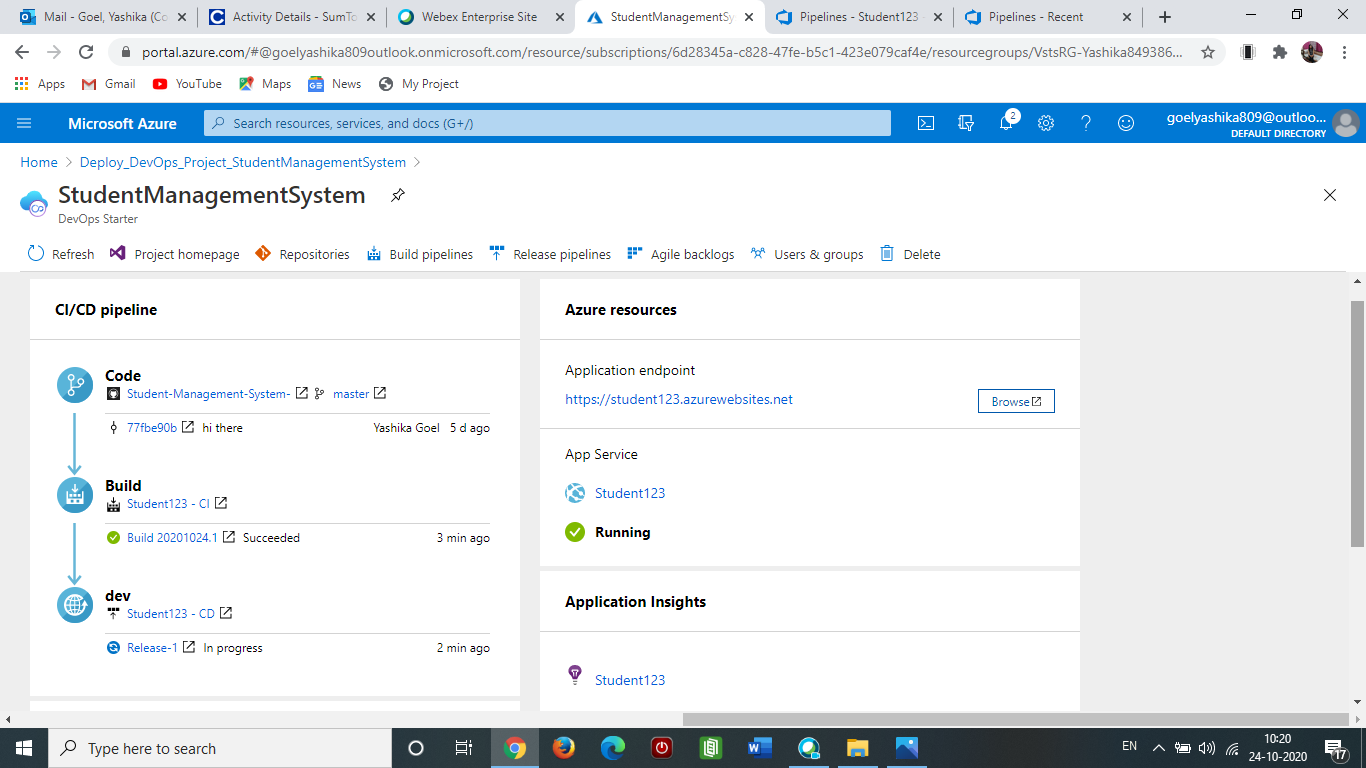 Mail - Goel, Yashika (Co
Activity Details - SumTo
Webex Enterprise Site
StudentManagementSy
Pipelines - Student123 -
Pipelines - Recent
portal.azure.com/#@goelyashika809outlook.onmicrosoft.com/resource/subscriptions/6d28345a-c828-47fe-b5c1-423e079caf4e/resourcegroups/VstsRG-Yashika849386...
Apps
Gmail
YouTube
Maps
News
My Project
Microsoft Azure
Search resources, services, and docs (G+/)
2
goelyashika809@outloo...
DEFAULT DIRECTORY
Home > Deploy_DevOps_Project_StudentManagementSystem >
StudentManagementSystem
DevOps Starter
Refresh
Project homepage
Repositories
Build pipelines
Release pipelines
Agile backlogs
Users & groups
Delete
CI/CD pipeline
Code
Student-Management-System- master
77fbe90b hi there Yashika Goel 5 d ago
Build
Student123 - CI
Build 20201024.1 Succeeded 3 min ago
dev
Student123 - CD
Release-1 In progress 2 min ago
Azure resources
Application endpoint
https://student123.azurewebsites.net
Browse
App Service
Student123
Running
Application Insights
Student123
Type here to search
EN
10:20
24-10-2020
17